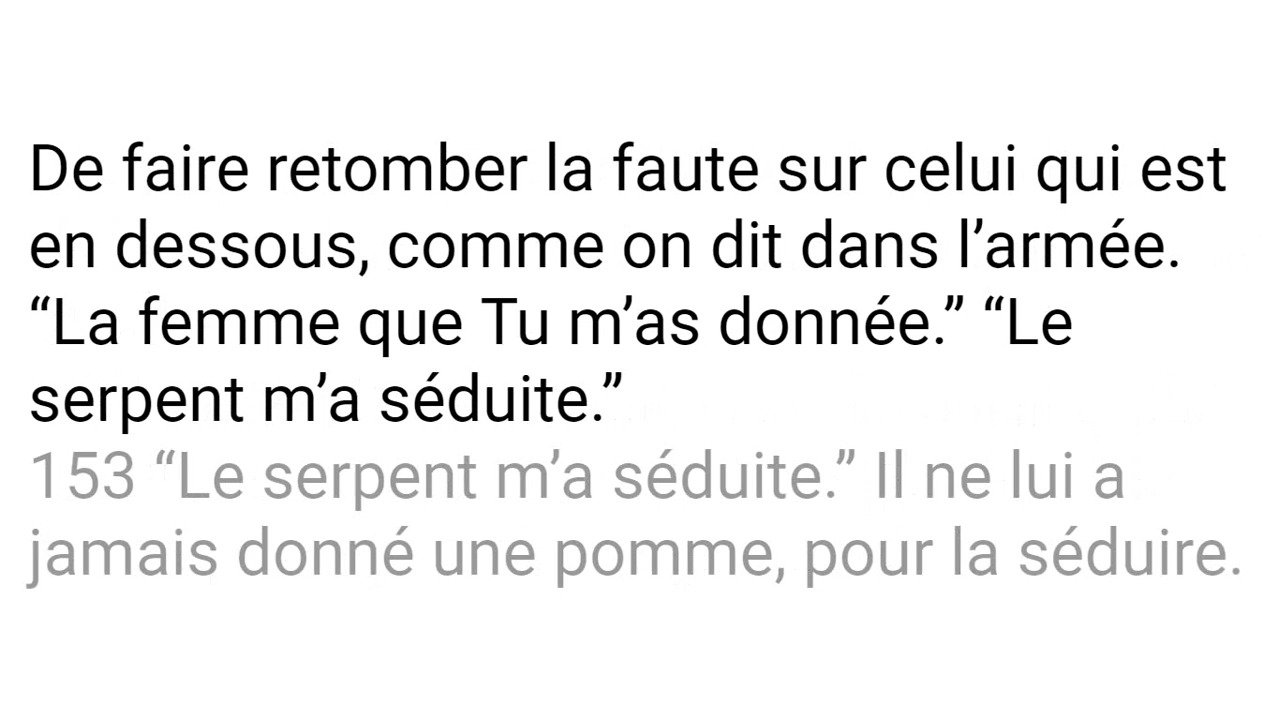 De faire retomber la faute sur celui qui est
en dessous, comme on dit dans l’armée.
“La femme que Tu m’as donnée.” “Le
serpent m’a séduite.”
153 “Le serpent m’a séduite.” Il ne lui a
jamais donné une pomme, pour la séduire.